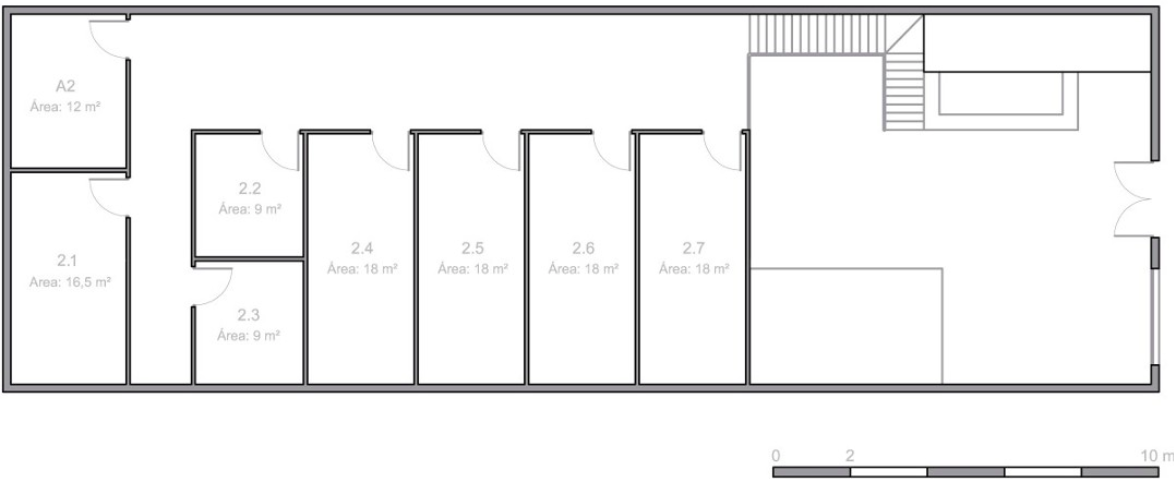 A2
Área: 12 m²
2.1
Area: 16,5 m²
2.2
Área: 9 m²
2.3
Área: 9 m²
2.4
Área: 18 m²
2.5
Área: 18 m²
2.6
Área: 18 m²
2.7
Área: 18 m²
0 2 10 m